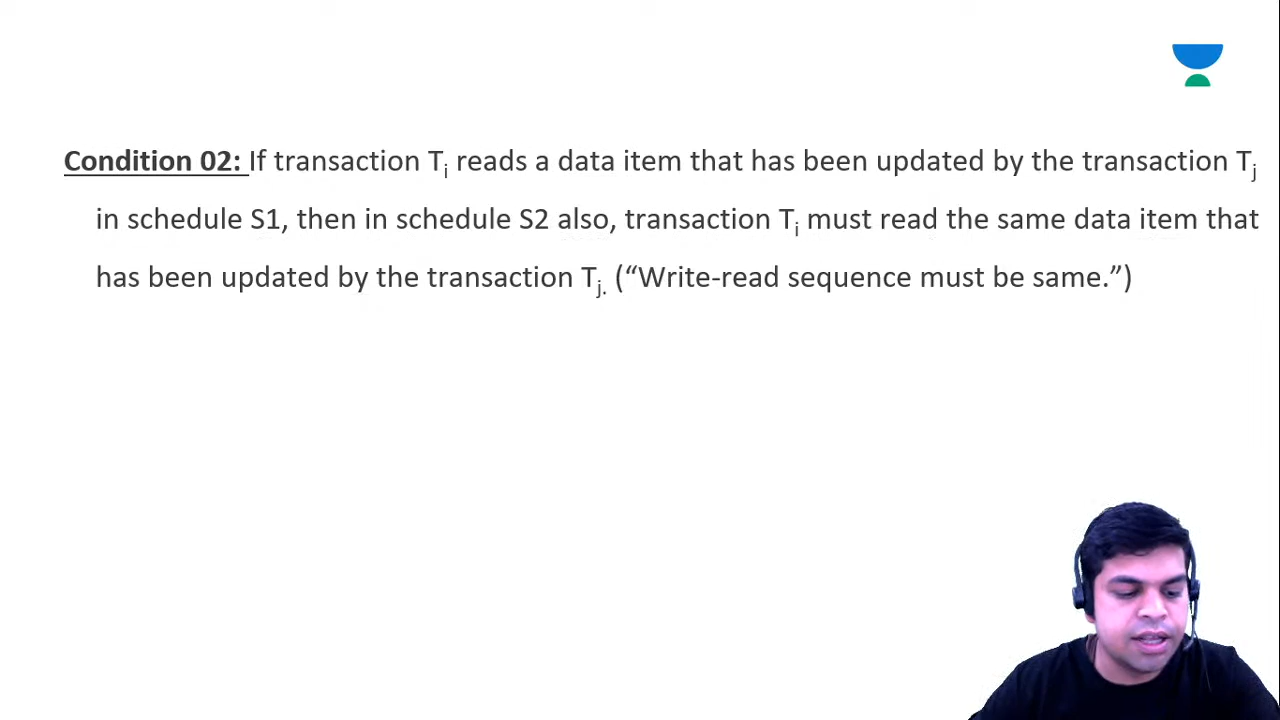 Condition 02: If transaction Ti reads a data item that has been updated by the transaction Tj
in schedule S1, then in schedule S2 also, transaction Ti must read the same data item that
has been updated by the transaction Tj. (“Write-read sequence must be same.”)